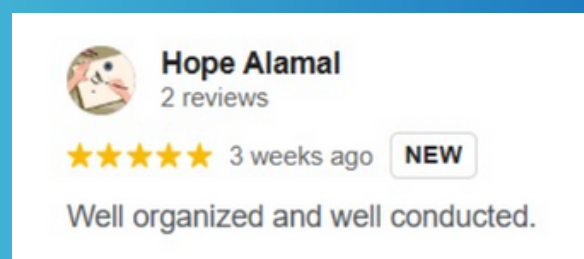 Hope Alamal
2 reviews
3 weeks ago NEW
Well organized and well conducted.